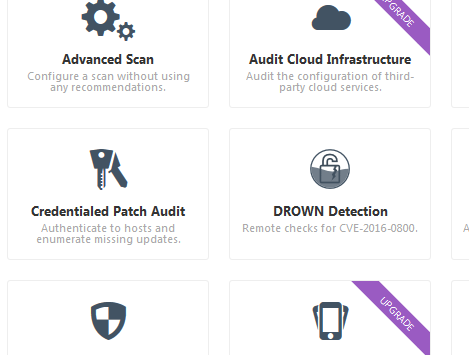 UPGRADE
Advanced Scan
Configure a scan without using
any recommendations.
Audit Cloud Infrastructure
Audit the configuration of third-
party cloud services.
Credentialed Patch Audit
Authenticate to hosts and
enumerate missing updates.
DROWN Detection
Remote checks for CVE-2016-0800.
A
UPGRADE